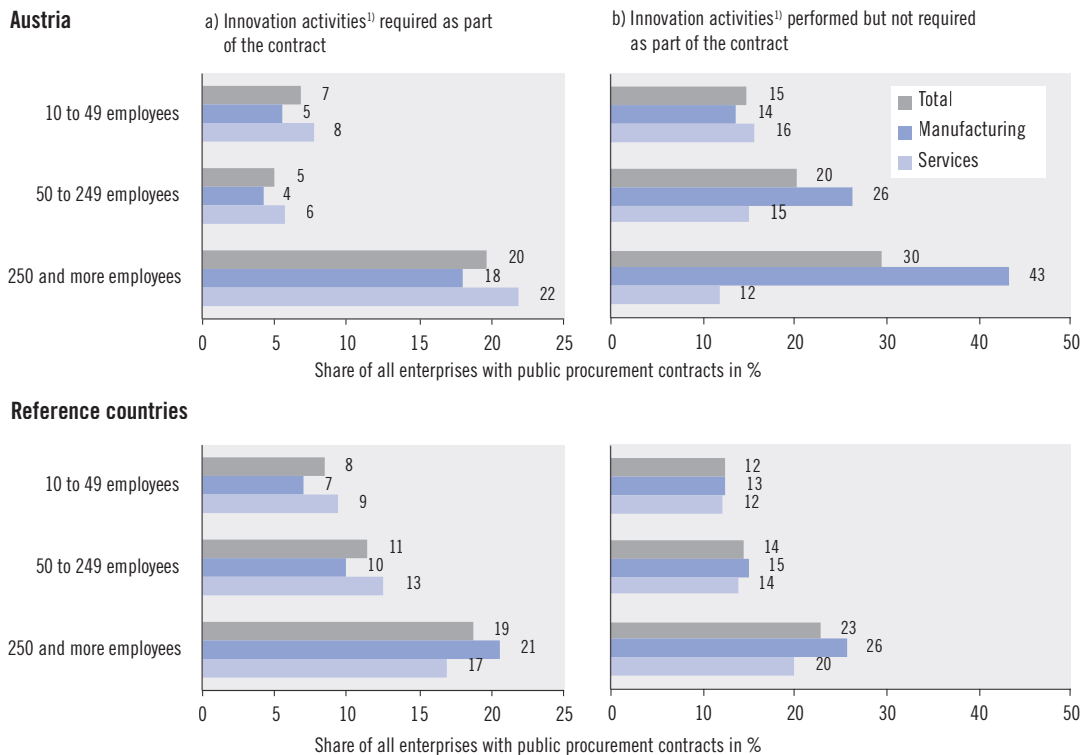 Austria
a) Innovation activities1) required as part
of the contract
b) Innovation activities1) performed but not required
as part of the contract
10 to 49 employees
7
5
8
15
14
16
Total
Manufacturing
Services
50 to 249 employees
5
4
6
20
26
15
250 and more employees
20
18
22
30
43
12
0 5 10 15 20 25
0 10 20 30 40 50
Share of all enterprises with public procurement contracts in %
Reference countries
10 to 49 employees
8
7
9
12
13
12
50 to 249 employees
11
10
13
14
15
14
250 and more employees
19
21
17
23
26
20
0 5 10 15 20 25
0 10 20 30 40 50
Share of all enterprises with public procurement contracts in %